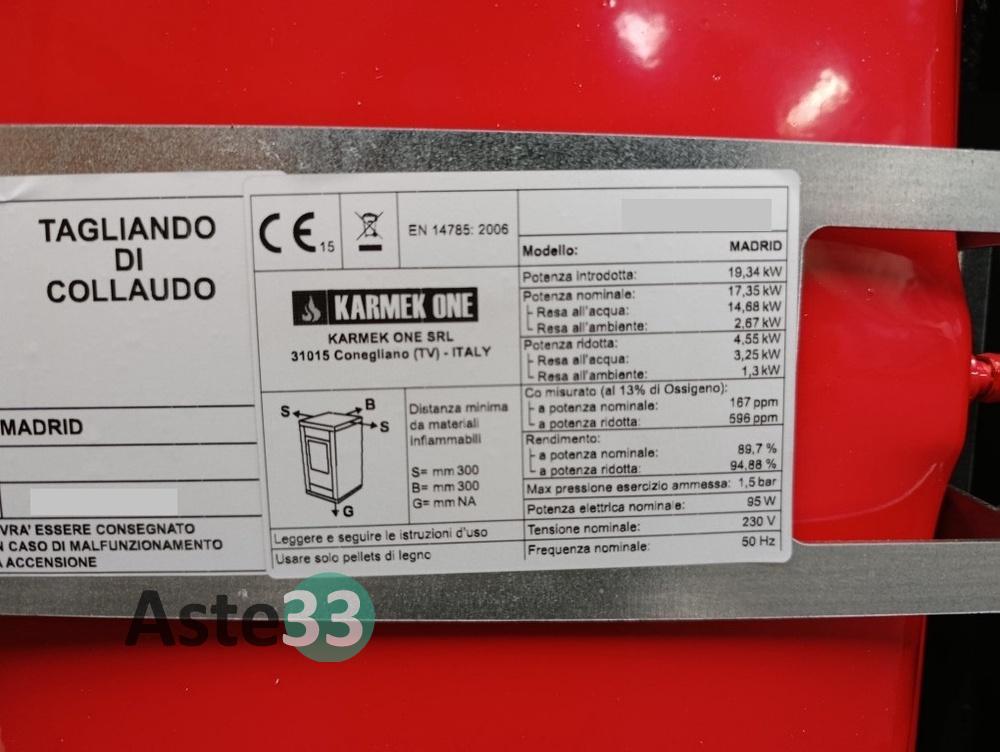 TAGLIANDO
DI
COLLAUDO
MADRID
VRA' ESSERE CONSEGNATO
N CASO DI MALFUNZIONAMENTO
A ACCENSIONE
CE 15
EN 14785: 2006
KARMEK ONE
KARMEK ONE SRL
31015 Conegliano (TV) - ITALY
S
B
S
G
Distanza minima
da materiali
infiammabili
S= mm 300
B= mm 300
G= mm NA
Leggere e seguire le istruzioni d'uso
Usare solo pellets di legno
Modello: MADRID
Potenza introdotta: 19,34 kW
Potenza nominale: 17,35 kW
Resa all'acqua: 14,68 kW
Resa all'ambiente: 2,67 kW
Potenza ridotta: 4,55 kW
Resa all'acqua: 3,25 kW
Resa all'ambiente: 1,3 kW
Co misurato (al 13% di Ossigeno):
a potenza nominale: 167 ppm
a potenza ridotta: 596 ppm
Rendimento:
a potenza nominale: 89,7 %
a potenza ridotta: 94,88 %
Max pressione esercizio ammessa: 1,5 bar
Potenza elettrica nominale: 95 W
Tensione nominale: 230 V
Frequenza nominale: 50 Hz
Aste33